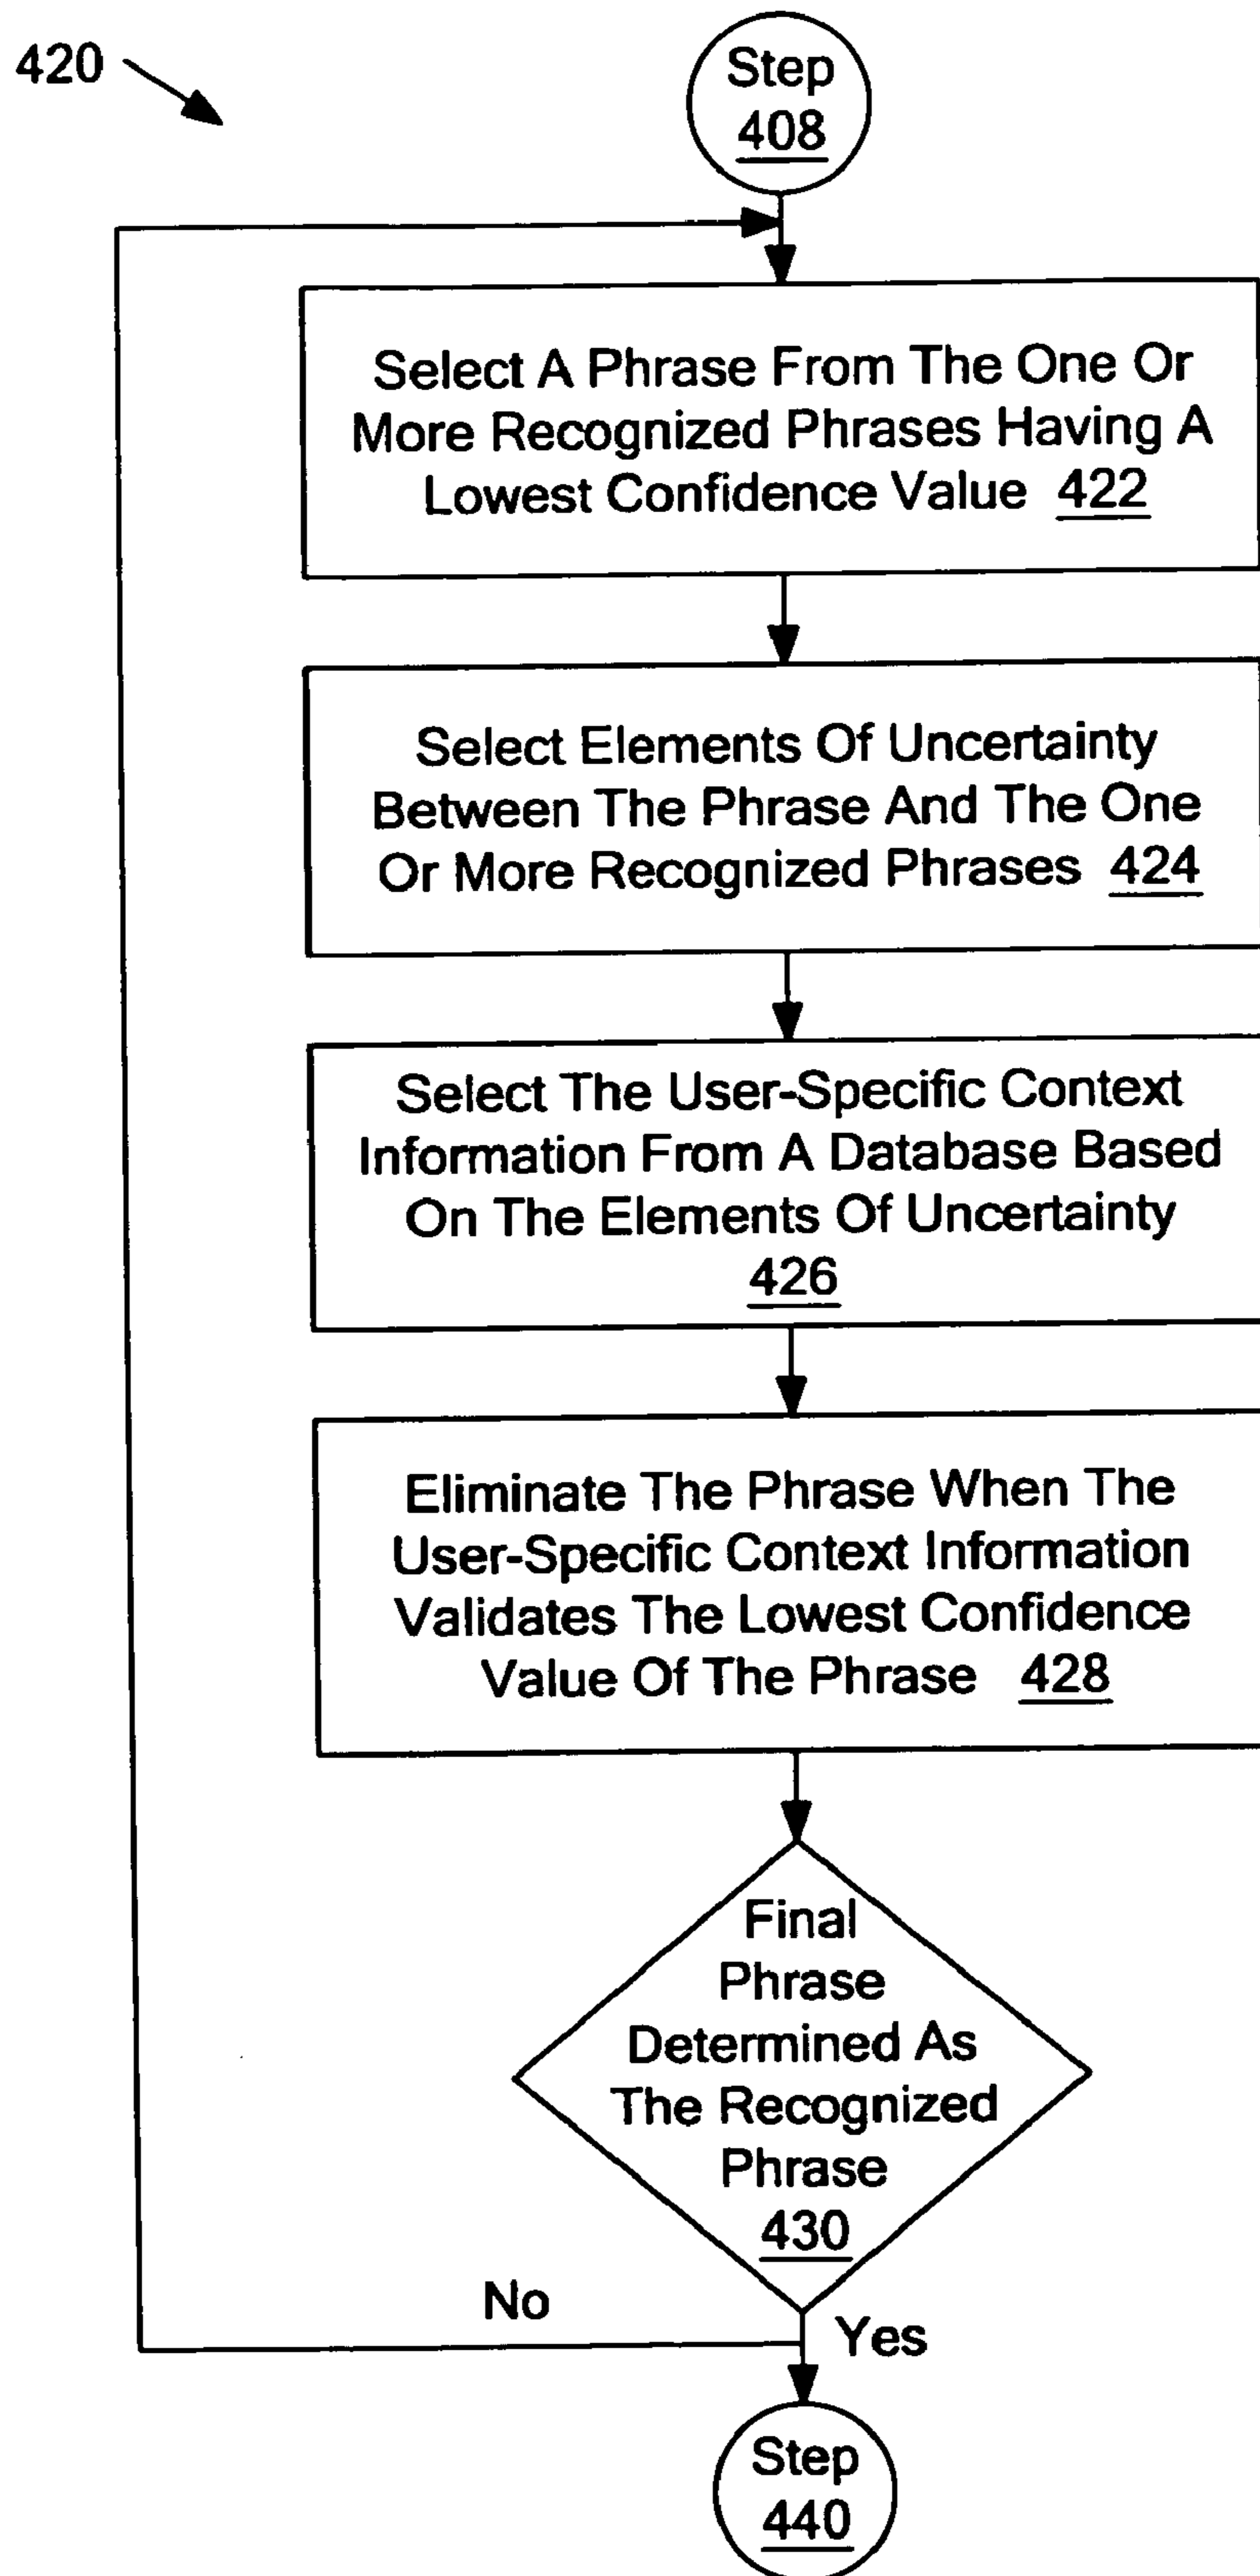 420
Step
408
Select A Phrase From The One Or
More Recognized Phrases Having A
Lowest Confidence Value 422
Select Elements Of Uncertainty
Between The Phrase And The One
Or More Recognized Phrases 424
Select The User-Specific Context
Information From A Database Based
On The Elements Of Uncertainty
426
Eliminate The Phrase When The
User-Specific Context Information
Validates The Lowest Confidence
Value Of The Phrase 428
Final
Phrase
Determined As
The Recognized
Phrase
430
No
Yes
Step
440